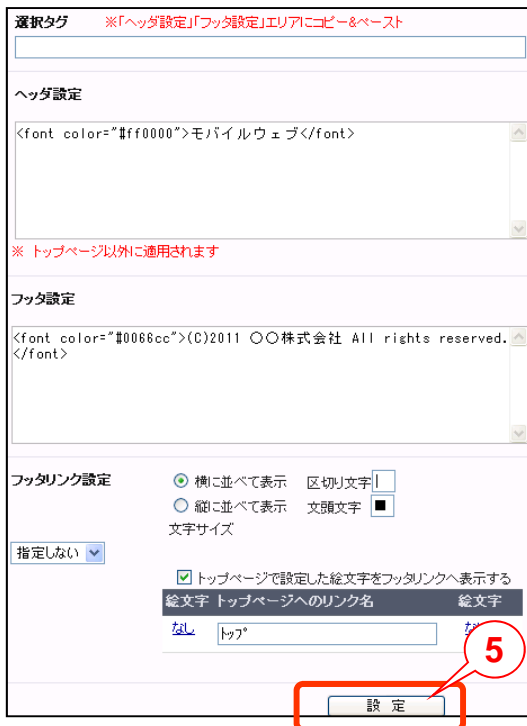 選択タグ ※「ヘッダ設定」「フッタ設定」エリアにコピー&ペースト
ヘッダ設定
<font color="#ff0000">モバイルウェブ</font>
※ トップページ以外に適用されます
フッタ設定
<font color="#0066cc">(C)2011 〇〇株式会社 All rights reserved.
</font>
フッタリンク設定 横に並べて表示 区切り文字 |
縦に並べて表示 文頭文字 ■
文字サイズ
指定しない
トップページで設定した絵文字をフッタリンクへ表示する
絵文字 トップページへのリンク名 絵文字
なし ﾄｯﾌﾟ
5
設 定